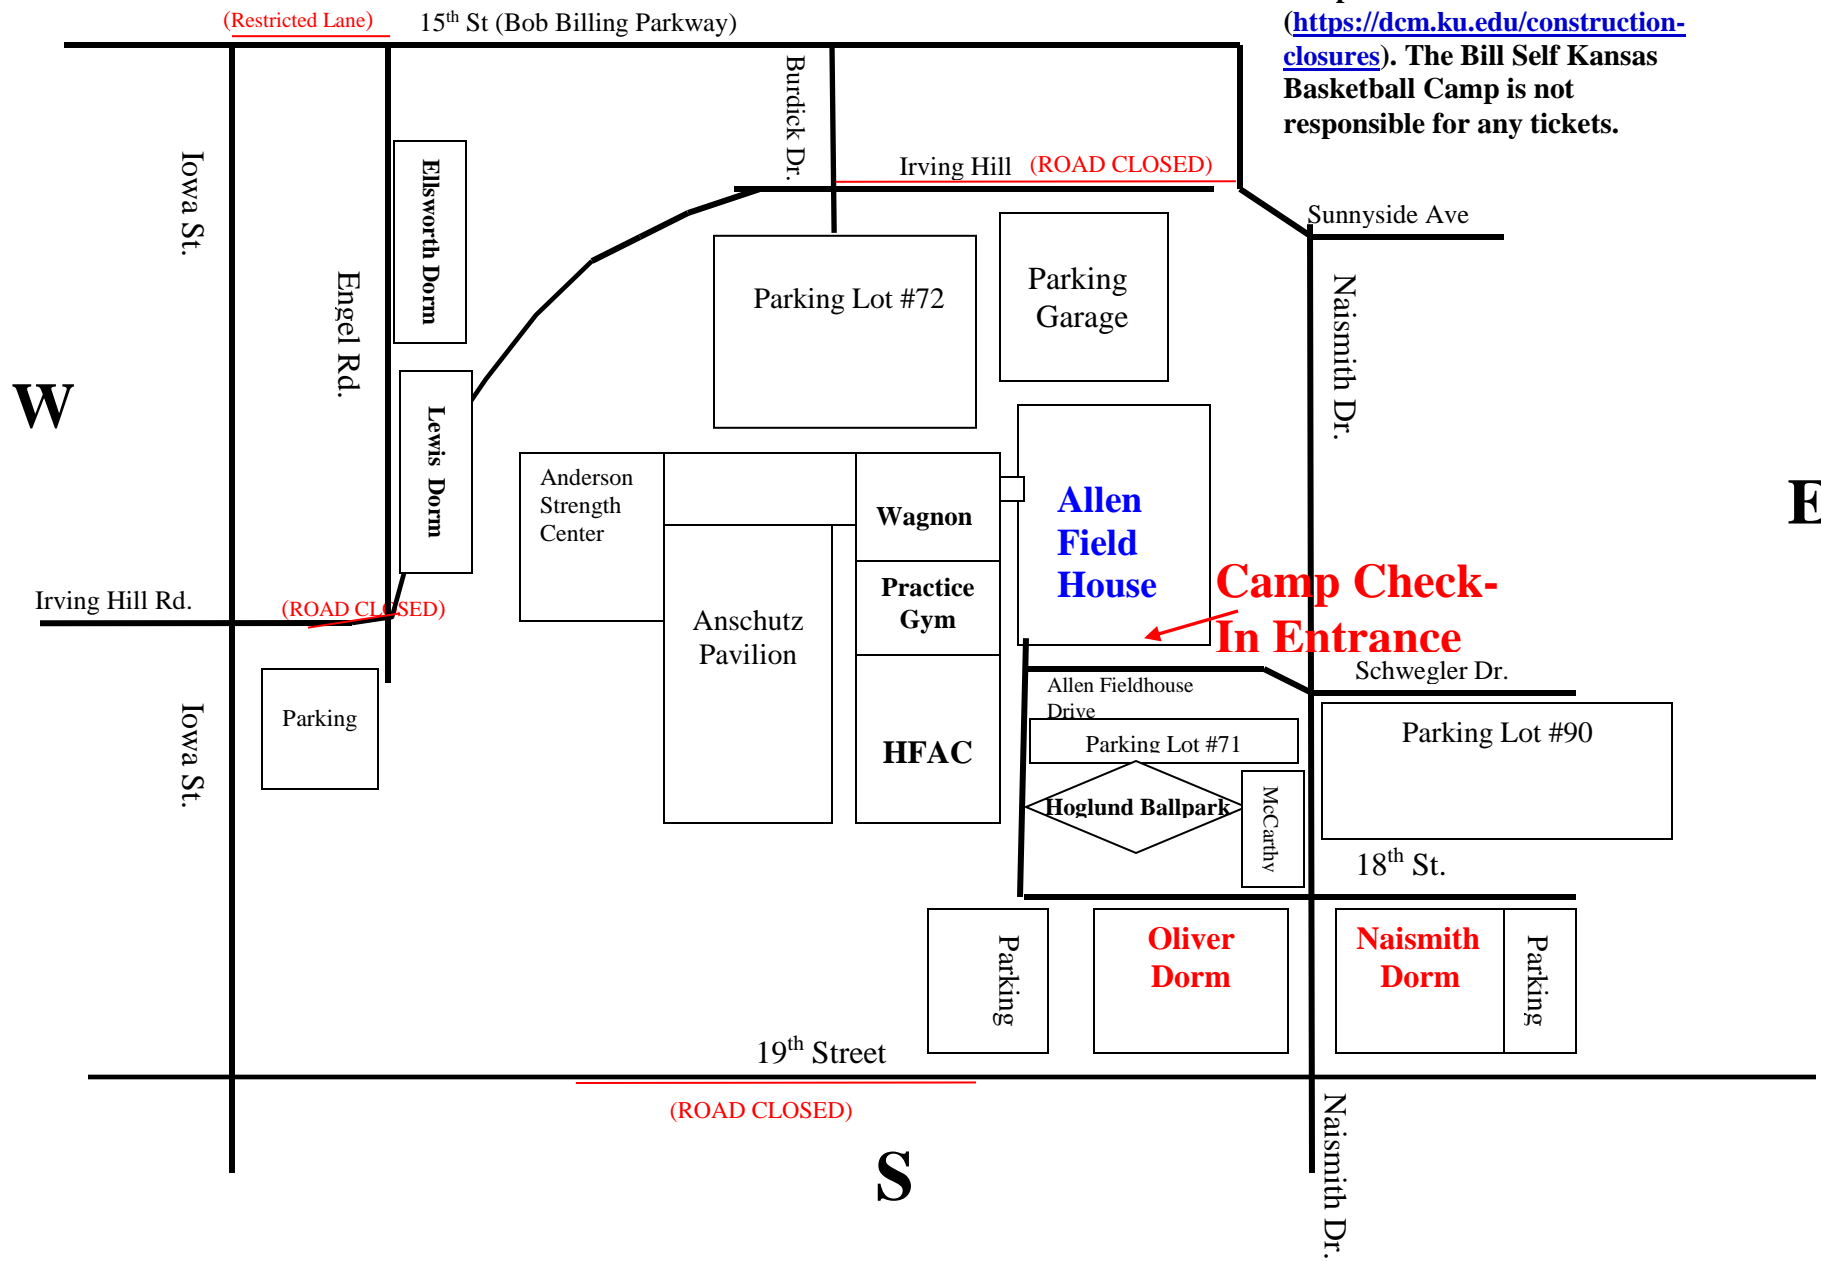 (https://dcm.ku.edu/construction-
closures). The Bill Self Kansas
Basketball Camp is not
responsible for any tickets.
(Restricted Lane)
15th St (Bob Billing Parkway)
Burdick Dr.
Irving Hill (ROAD CLOSED)
Sunnyside Ave
Iowa St.
Ellsworth Dorm
Engel Rd.
Parking Lot #72
Parking
Garage
Naismith Dr.
W
Lewis Dorm
Anderson
Strength
Center
Wagnon
Allen
Field
House
E
Practice
Gym
Camp Check-
In Entrance
Irving Hill Rd.
(ROAD CLOSED)
Anschutz
Pavilion
Schwegler Dr.
Allen Fieldhouse
Drive
Iowa St.
Parking
HFAC
Parking Lot #71
Parking Lot #90
Hoglund Ballpark
McCarthy
18th St.
Parking
Oliver
Dorm
Naismith
Dorm
Parking
19th Street
(ROAD CLOSED)
Naismith Dr.
S